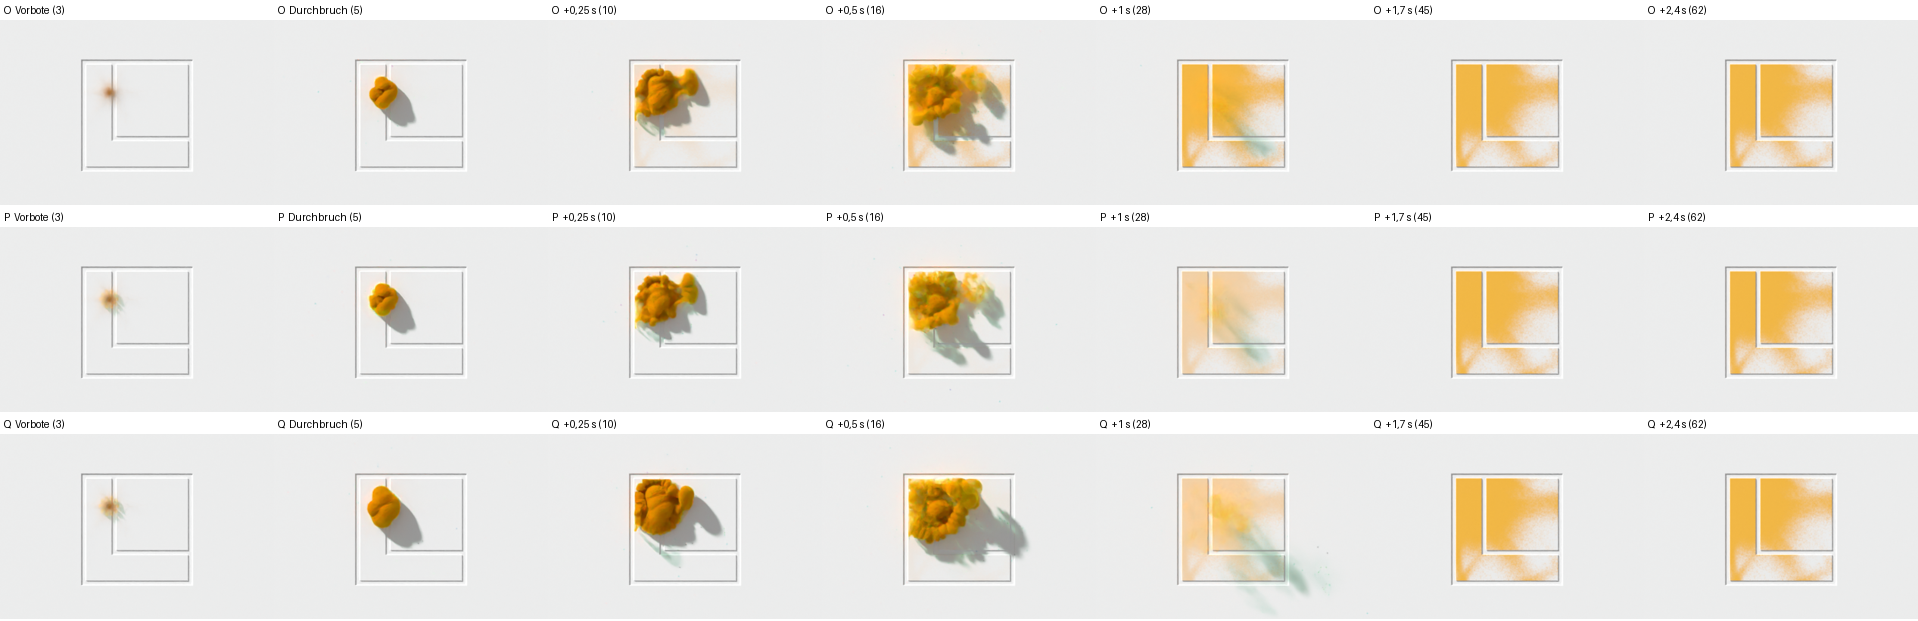 O Vorbote (3) O Durchbruch (5) O +0,25 s (10) O +0,5 s (16) O +1 s (28) O +1,7 s (45) O +2,4 s (62)
P Vorbote (3) P Durchbruch (5) P +0,25 s (10) P +0,5 s (16) P +1 s (28) P +1,7 s (45) P +2,4 s (62)
Q Vorbote (3) Q Durchbruch (5) Q +0,25 s (10) Q +0,5 s (16) Q +1 s (28) Q +1,7 s (45) Q +2,4 s (62)